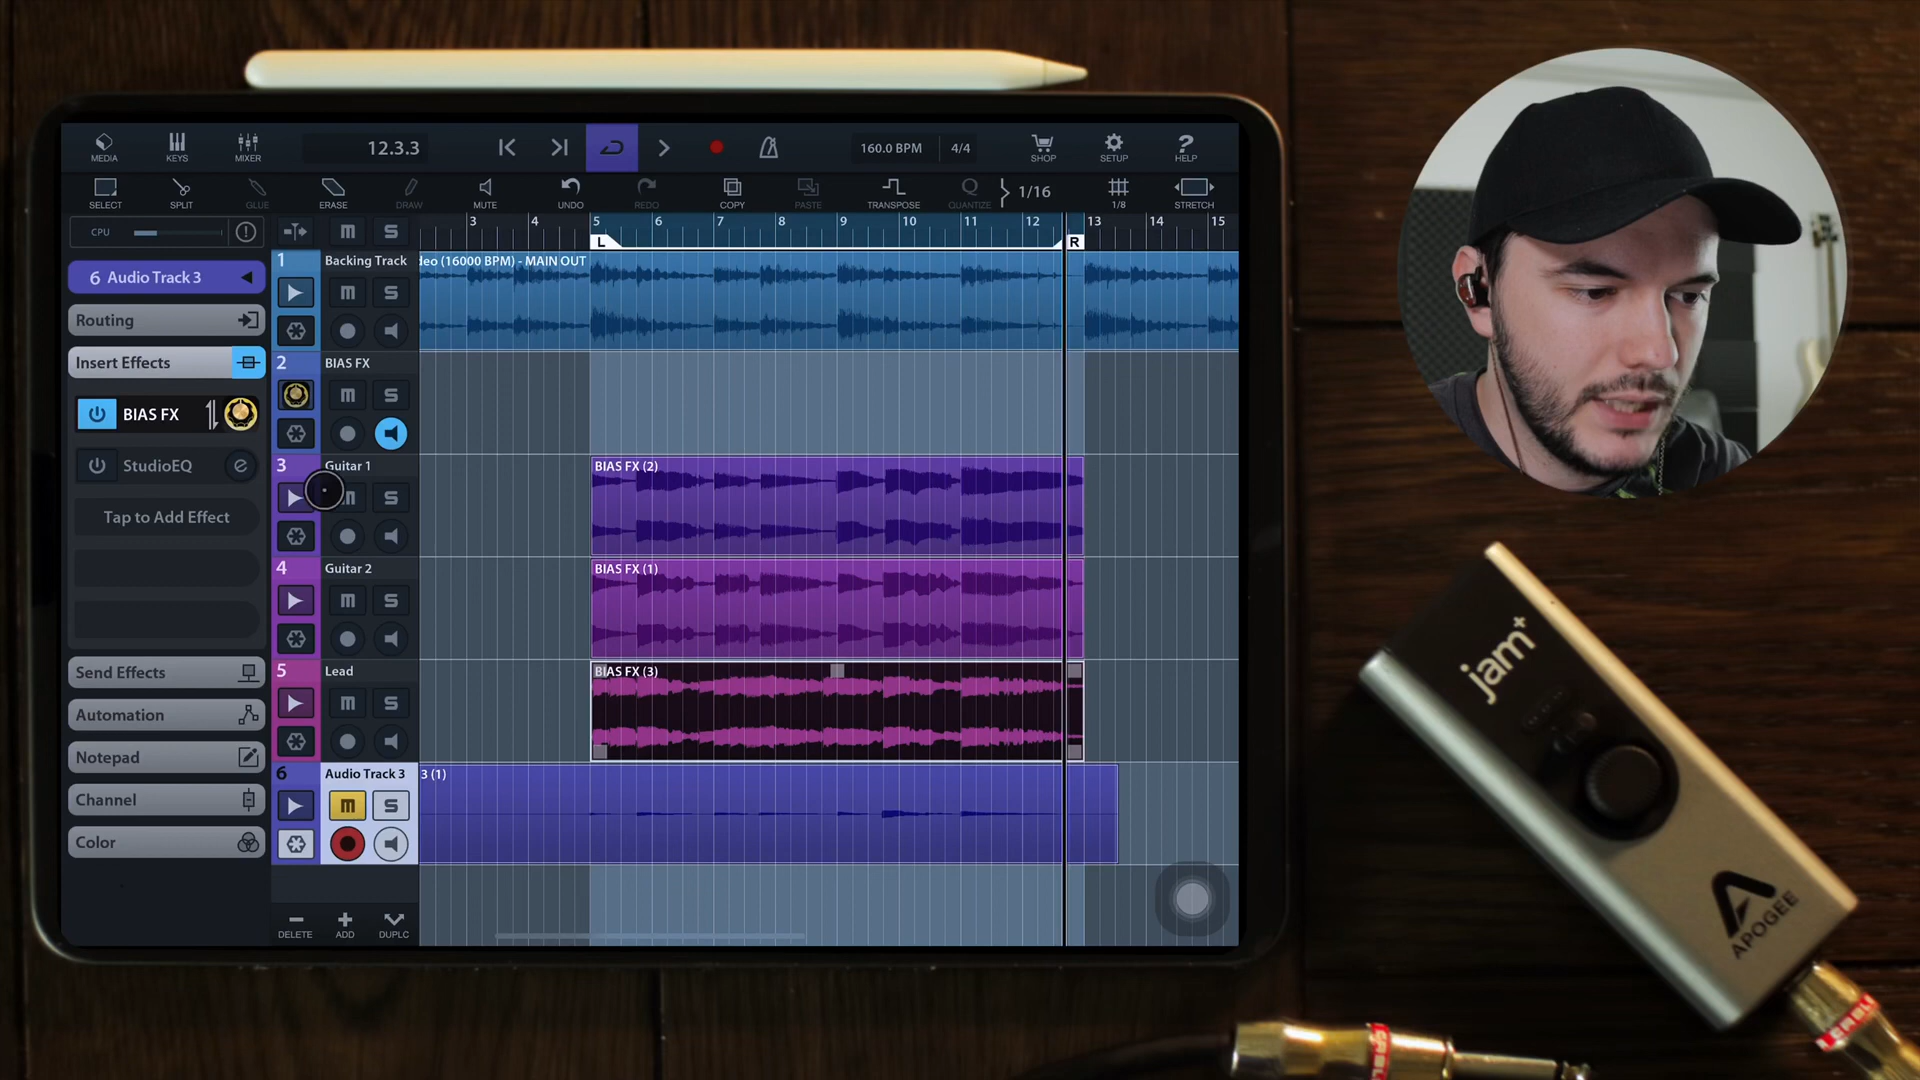 MEDIA
KEYS
MIXER
12.3.3
160.0 BPM
4/4
SHOP
SETUP
? HELP
SELECT
SPLIT
GLUE
ERASE
DRAW
MUTE
UNDO
REDO
COPY
PASTE
TRANSPOSE
Q QUANTIZE
1/16
1/8
STRETCH
CPU
M S
3 4 5 6 7 8 9 10 11 12 13 14 15
L R
6 Audio Track 3
Routing
Insert Effects
BIAS FX
StudioEQ
Tap to Add Effect
Send Effects
Automation
Notepad
Channel
Color
1 Backing Track
M S
deo (16000 BPM) - MAIN OUT
2 BIAS FX
M S
3 Guitar 1
M S
BIAS FX (2)
4 Guitar 2
M S
BIAS FX (1)
5 Lead
M S
BIAS FX (3)
6 Audio Track 3
M S
3 (1)
DELETE
ADD
DUPLC
jam+
APOGEE